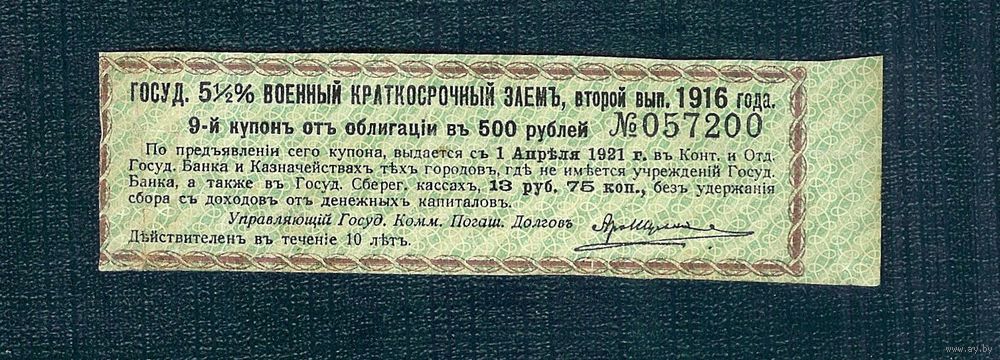 ГОСУД. 5½% ВОЕННЫЙ КРАТКОСРОЧНЫЙ ЗАЕМЪ, второй вып. 1916 года.
9-й купонъ отъ облигаціи въ 500 рублей №057200
По предъявленіи сего купона, выдается съ 1 Апрѣля 1921 г. въ Конт. и Отд.
Госуд. Банка и Казначействахъ тѣхъ городовъ, гдѣ не имѣется учрежденій Госуд.
Банка, а также въ Госуд. Сберег. кассахъ, 13 руб. 75 коп., безъ удержанія
сбора съ доходовъ отъ денежныхъ капиталовъ.
Управляющій Госуд. Комм. Погаш. Долговъ
Дѣйствителенъ въ теченіе 10 лѣтъ.
www.ay.by